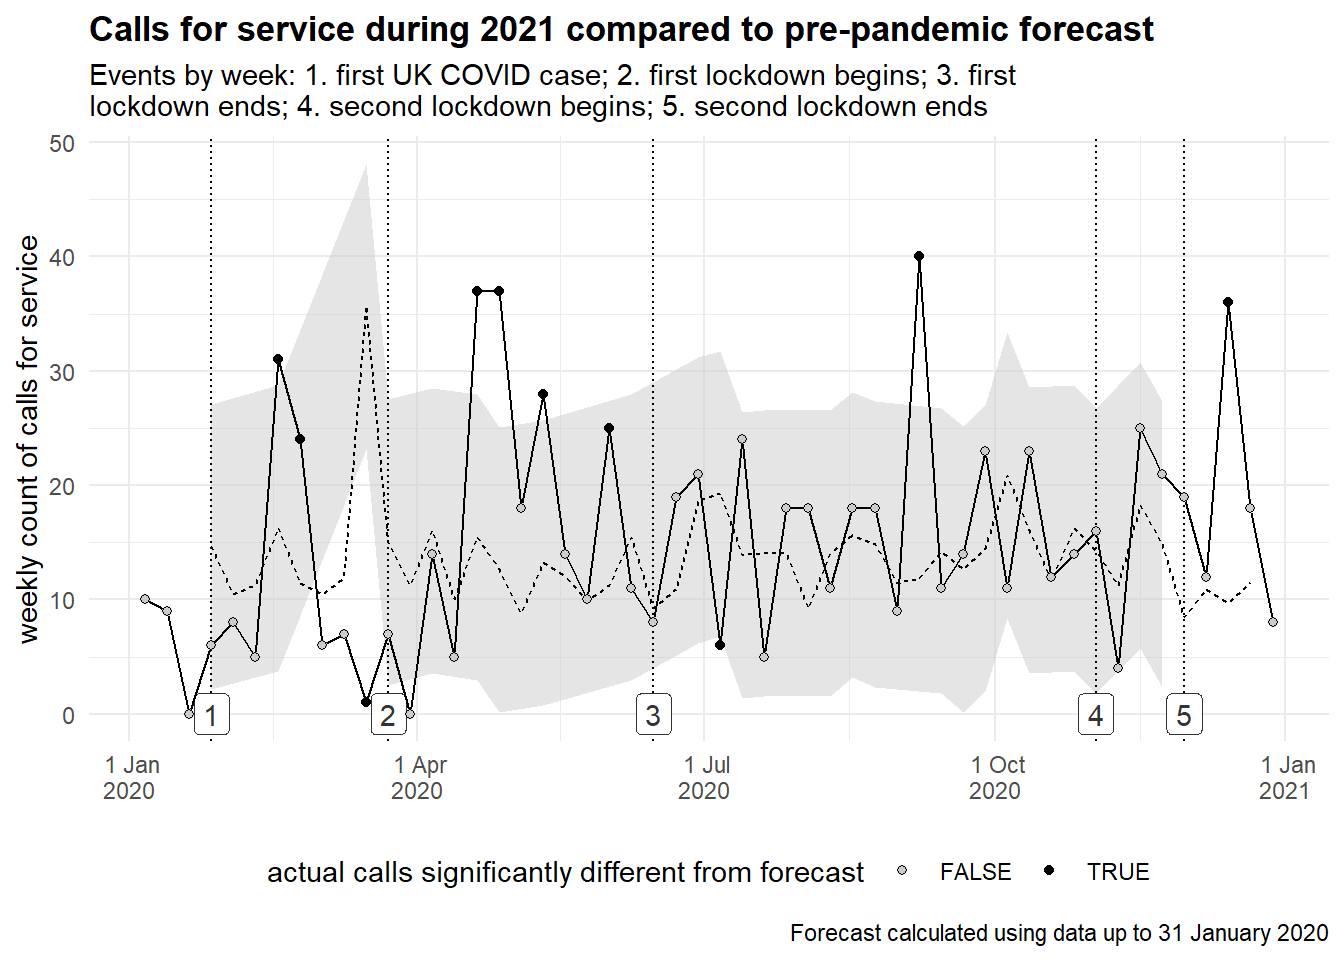 Calls for service during 2021 compared to pre-pandemic forecast
Events by week: 1. first UK COVID case; 2. first lockdown begins; 3. first
lockdown ends; 4. second lockdown begins; 5. second lockdown ends
weekly count of calls for service
50
40
30
20
10
0
1
2
3
4
5
1 Jan
2020
1 Apr
2020
1 Jul
2020
1 Oct
2020
1 Jan
2021
actual calls significantly different from forecast FALSE TRUE
Forecast calculated using data up to 31 January 2020